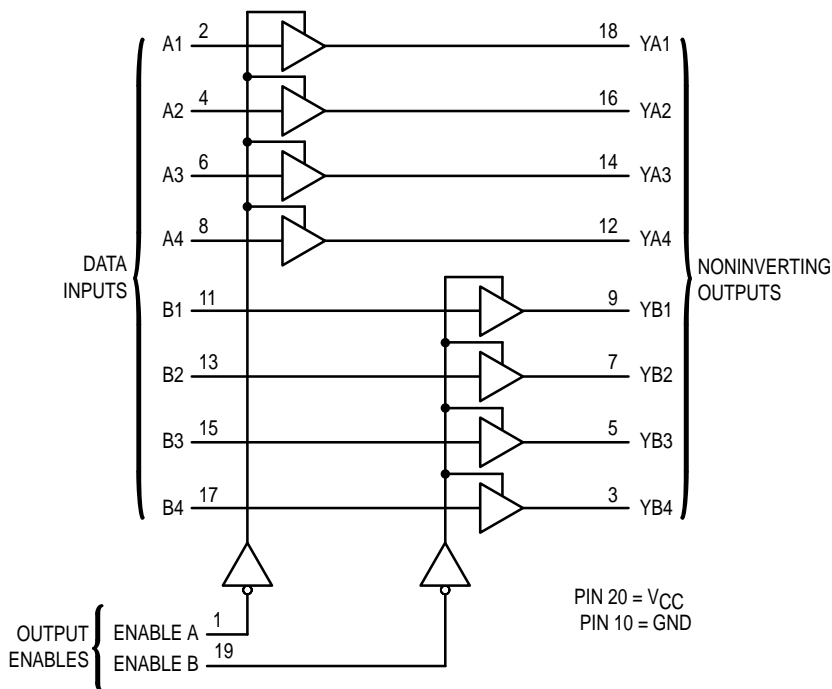 A1 2 18 YA1
A2 4 16 YA2
A3 6 14 YA3
A4 8 12 YA4
DATA
INPUTS
NONINVERTING
OUTPUTS
B1 11 9 YB1
B2 13 7 YB2
B3 15 5 YB3
B4 17 3 YB4
PIN 20 = VCC
PIN 10 = GND
OUTPUT
ENABLES
ENABLE A 1
ENABLE B 19